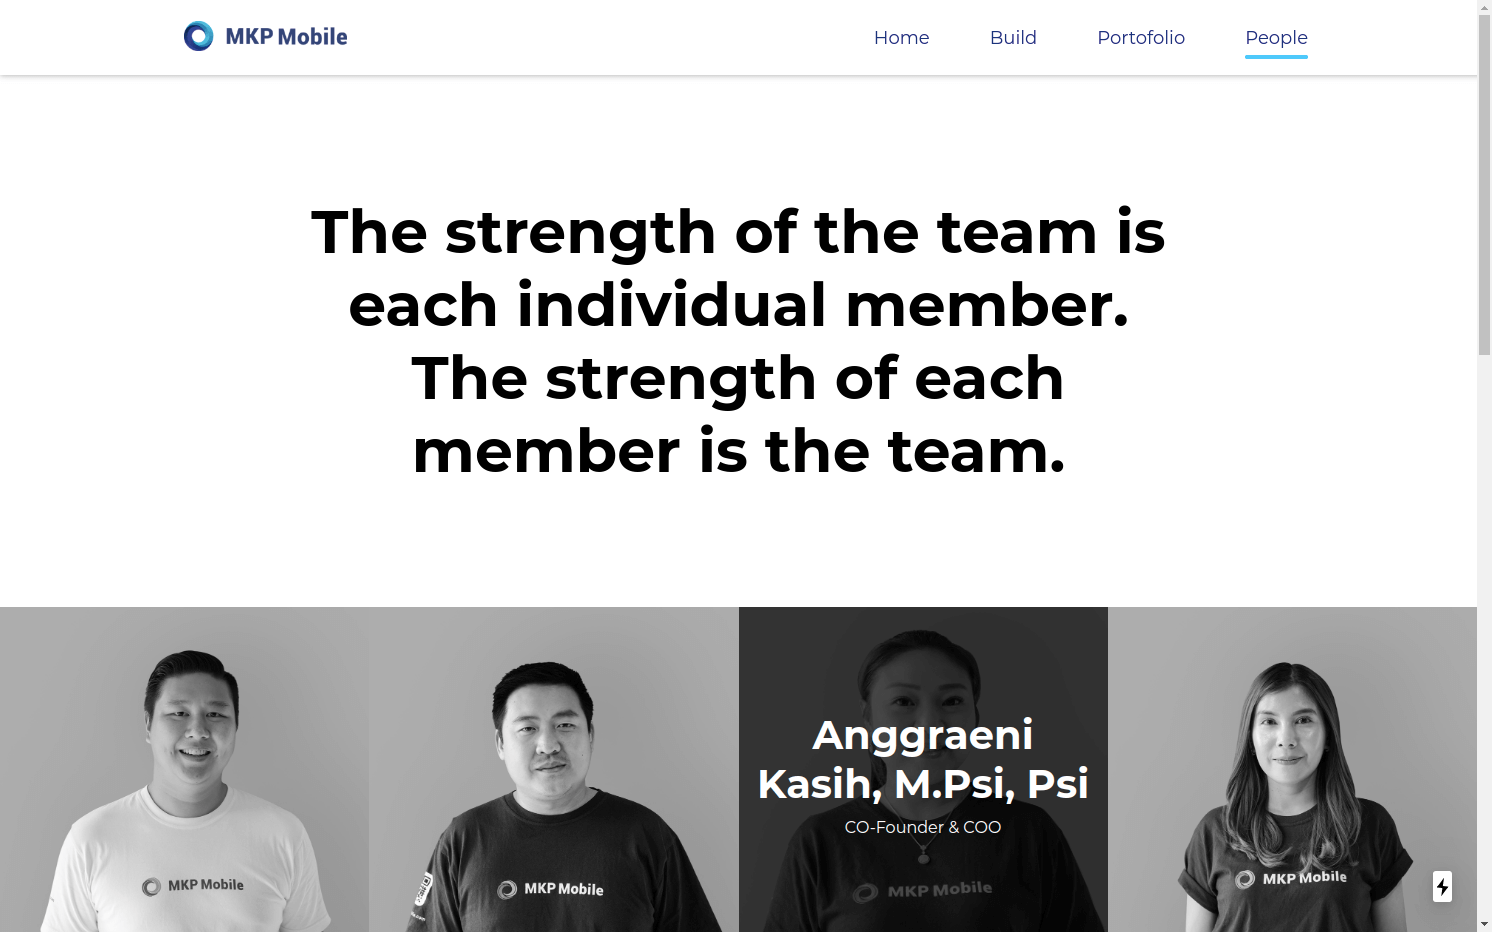 MKP Mobile
Home
Build
Portofolio
People
The strength of the team is
each individual member.
The strength of each
member is the team.
Anggraeni
Kasih, M.Psi, Psi
CO-Founder & COO
MKP Mobile
MKP Mobile
MKP Mobile
MKP Mobile